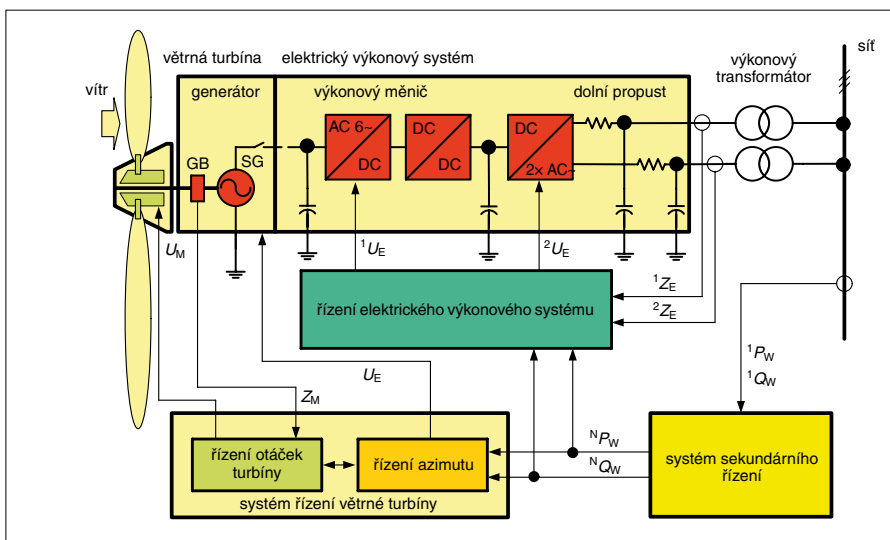 větrná turbína
elektrický výkonový systém
výkonový
transformátor
síť
vítr
generátor
výkonový měnič
dolní propust
GB
SG
AC 6~
DC
DC
DC
DC
2× AC~
U_M
¹U_E
²U_E
¹Z_E
²Z_E
řízení elektrického výkonového systému
¹P_W
¹Q_W
U_E
Z_M
řízení otáček
turbíny
řízení azimutu
ᴺP_W
ᴺQ_W
systém sekundárního
řízení
systém řízení větrné turbíny